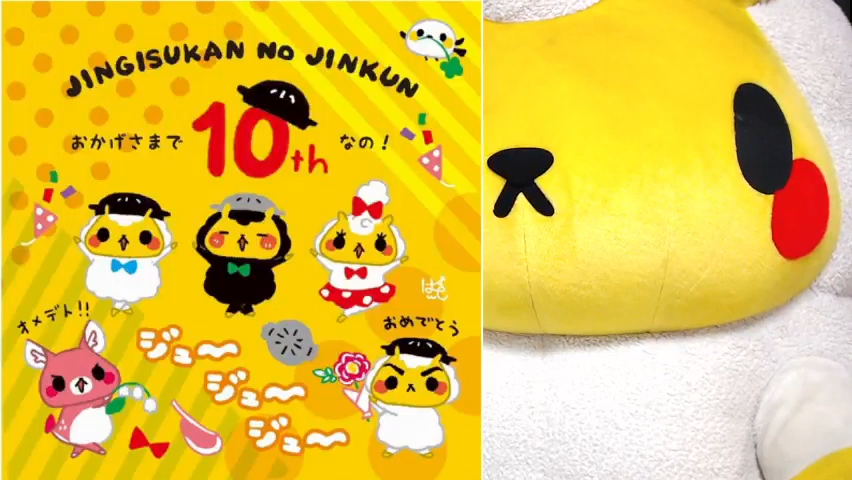 JINGISUKAN NO JINKUN
おかげさまで 10th なの!
オメデト!!
おめでとう
ジュ〜
ジュ〜
ジュ〜